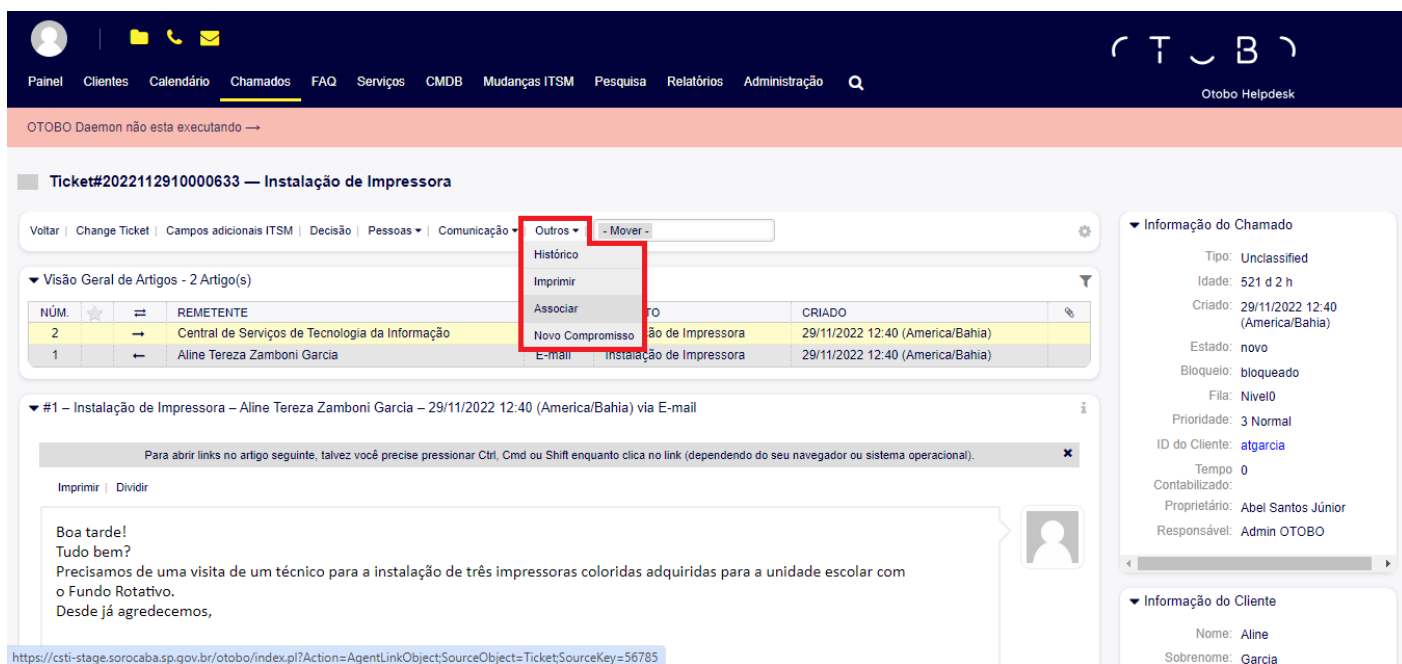 Painel Clientes Calendário Chamados FAQ Serviços CMDB Mudanças ITSM Pesquisa Relatórios Administração
OTOBO
Otobo Helpdesk
OTOBO Daemon não esta executando →
Ticket#2022112910000633 — Instalação de Impressora
Voltar | Change Ticket | Campos adicionais ITSM | Decisão | Pessoas ▾ | Comunicação ▾ | Outros ▾ | - Mover -
Histórico
Imprimir
Associar
Novo Compromisso
Visão Geral de Artigos - 2 Artigo(s)
NÚM. ⇄ REMETENTE TO CRIADO
2 → Central de Serviços de Tecnologia da Informação ão de Impressora 29/11/2022 12:40 (America/Bahia)
1 ← Aline Tereza Zamboni Garcia E-mail Instalação de Impressora 29/11/2022 12:40 (America/Bahia)
#1 – Instalação de Impressora – Aline Tereza Zamboni Garcia – 29/11/2022 12:40 (America/Bahia) via E-mail
Para abrir links no artigo seguinte, talvez você precise pressionar Ctrl, Cmd ou Shift enquanto clica no link (dependendo do seu navegador ou sistema operacional).
Imprimir | Dividir
Boa tarde!
Tudo bem?
Precisamos de uma visita de um técnico para a instalação de três impressoras coloridas adquiridas para a unidade escolar com
o Fundo Rotativo.
Desde já agredecemos,
https://csti-stage.sorocaba.sp.gov.br/otobo/index.pl?Action=AgentLinkObject;SourceObject=Ticket;SourceKey=56785
Informação do Chamado
Tipo: Unclassified
Idade: 521 d 2 h
Criado: 29/11/2022 12:40
(America/Bahia)
Estado: novo
Bloqueio: bloqueado
Fila: Nivel0
Prioridade: 3 Normal
ID do Cliente: atgarcia
Tempo 0
Contabilizado:
Proprietário: Abel Santos Júnior
Responsável: Admin OTOBO
Informação do Cliente
Nome: Aline
Sobrenome: Garcia